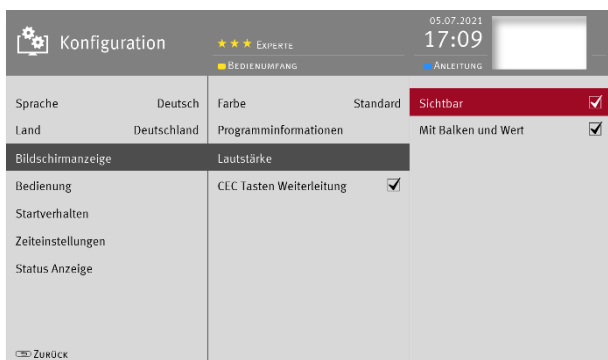 Konfiguration
★★★ EXPERTE
BEDIENUMFANG
05.07.2021
17:09
ANLEITUNG
Sprache Deutsch
Land Deutschland
Bildschirmanzeige
Bedienung
Startverhalten
Zeiteinstellungen
Status Anzeige
Farbe Standard
Programminformationen
Lautstärke
CEC Tasten Weiterleitung
Sichtbar
Mit Balken und Wert
ZURÜCK